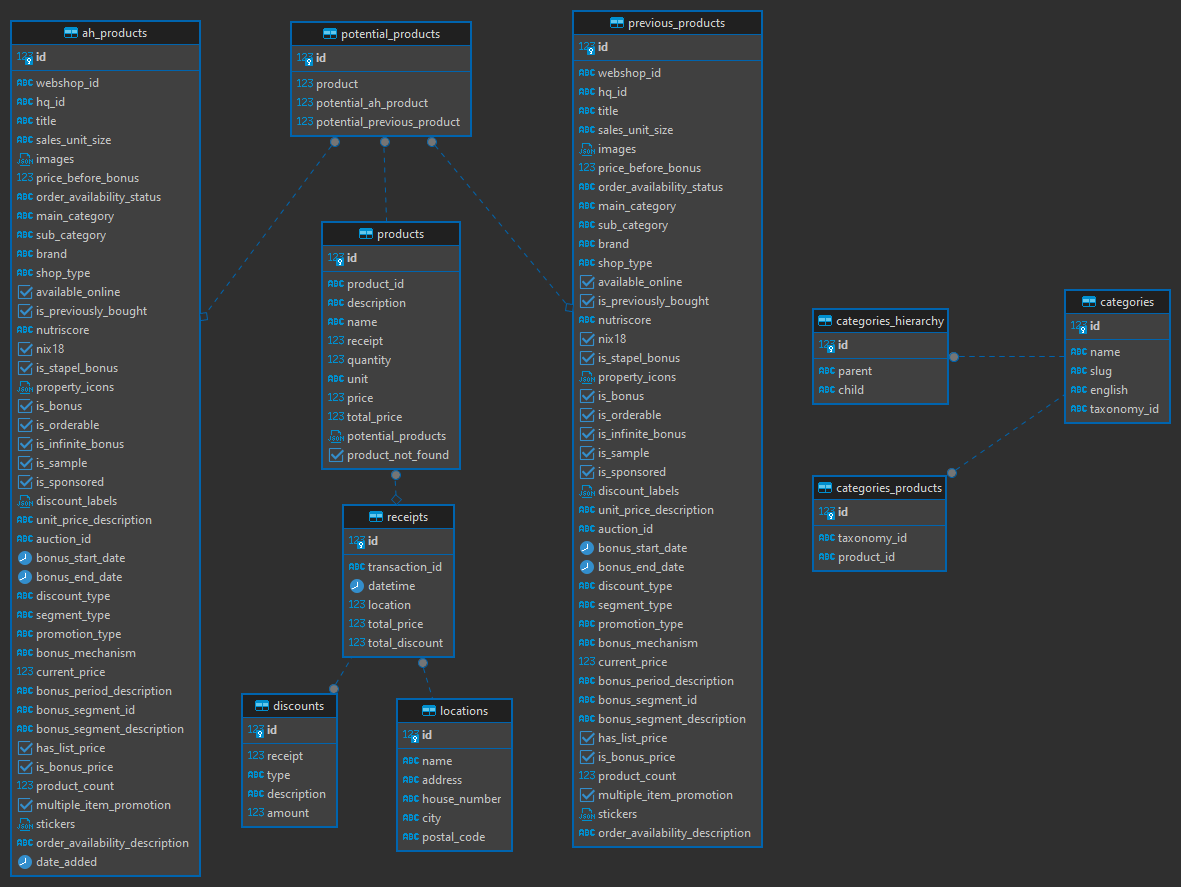 ah_products
123 id
ABC webshop_id
ABC hq_id
ABC title
ABC sales_unit_size
JSON images
123 price_before_bonus
ABC order_availability_status
ABC main_category
ABC sub_category
ABC brand
ABC shop_type
available_online
is_previously_bought
ABC nutriscore
nix18
is_stapel_bonus
JSON property_icons
is_bonus
is_orderable
is_infinite_bonus
is_sample
is_sponsored
JSON discount_labels
ABC unit_price_description
ABC auction_id
bonus_start_date
bonus_end_date
ABC discount_type
ABC segment_type
ABC promotion_type
ABC bonus_mechanism
123 current_price
ABC bonus_period_description
ABC bonus_segment_id
ABC bonus_segment_description
has_list_price
is_bonus_price
123 product_count
multiple_item_promotion
JSON stickers
ABC order_availability_description
date_added
potential_products
123 id
123 product
123 potential_ah_product
123 potential_previous_product
products
123 id
ABC product_id
ABC description
ABC name
123 receipt
123 quantity
ABC unit
123 price
123 total_price
JSON potential_products
product_not_found
receipts
123 id
ABC transaction_id
datetime
123 location
123 total_price
123 total_discount
discounts
123 id
123 receipt
ABC type
ABC description
123 amount
locations
123 id
ABC name
ABC address
ABC house_number
ABC city
ABC postal_code
previous_products
123 id
ABC webshop_id
ABC hq_id
ABC title
ABC sales_unit_size
JSON images
123 price_before_bonus
ABC order_availability_status
ABC main_category
ABC sub_category
ABC brand
ABC shop_type
available_online
is_previously_bought
ABC nutriscore
nix18
is_stapel_bonus
JSON property_icons
is_bonus
is_orderable
is_infinite_bonus
is_sample
is_sponsored
JSON discount_labels
ABC unit_price_description
ABC auction_id
bonus_start_date
bonus_end_date
ABC discount_type
ABC segment_type
ABC promotion_type
ABC bonus_mechanism
123 current_price
ABC bonus_period_description
ABC bonus_segment_id
ABC bonus_segment_description
has_list_price
is_bonus_price
123 product_count
multiple_item_promotion
JSON stickers
ABC order_availability_description
categories_hierarchy
123 id
ABC parent
ABC child
categories
123 id
ABC name
ABC slug
ABC english
ABC taxonomy_id
categories_products
123 id
ABC taxonomy_id
ABC product_id